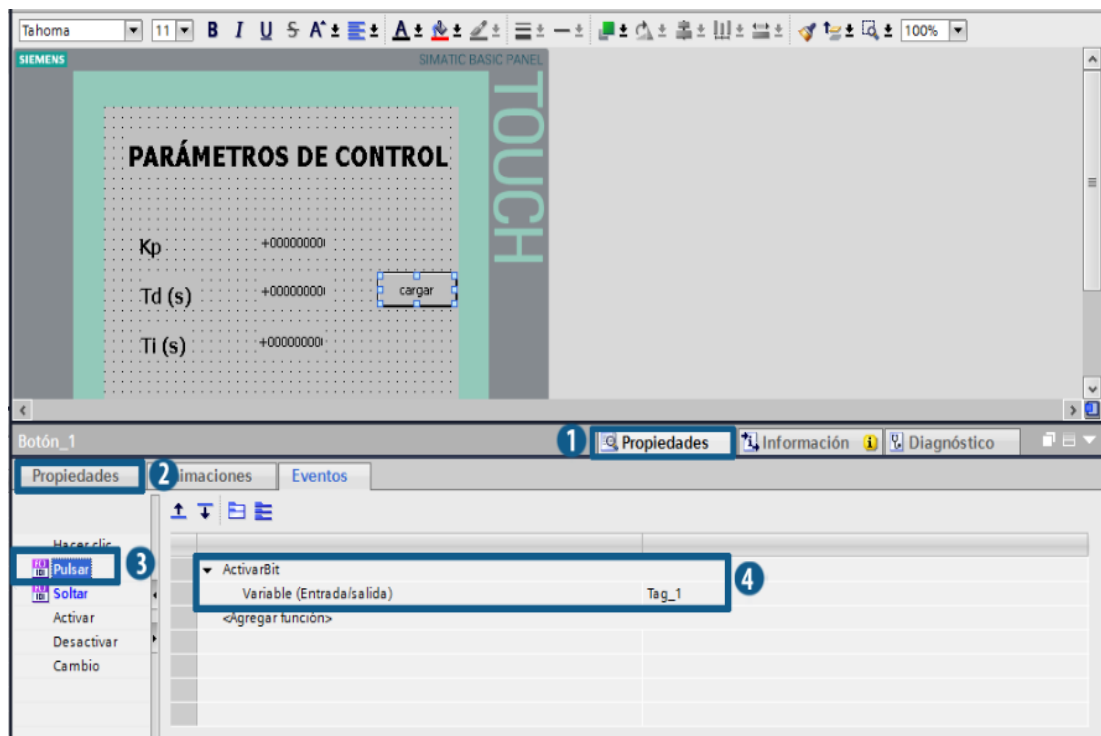 Tahoma 11 B I U S A 100%
SIEMENS SIMATIC BASIC PANEL
TOUCH
PARÁMETROS DE CONTROL
Kp +00000000
Td (s) +00000000 cargar
Ti (s) +00000000
Botón_1 1 Propiedades Información Diagnóstico
Propiedades 2 nimaciones Eventos
Hacer clic
Pulsar 3
ActivarBit 4
Soltar Variable (Entrada/salida) Tag_1
Activar <Agregar función>
Desactivar
Cambio